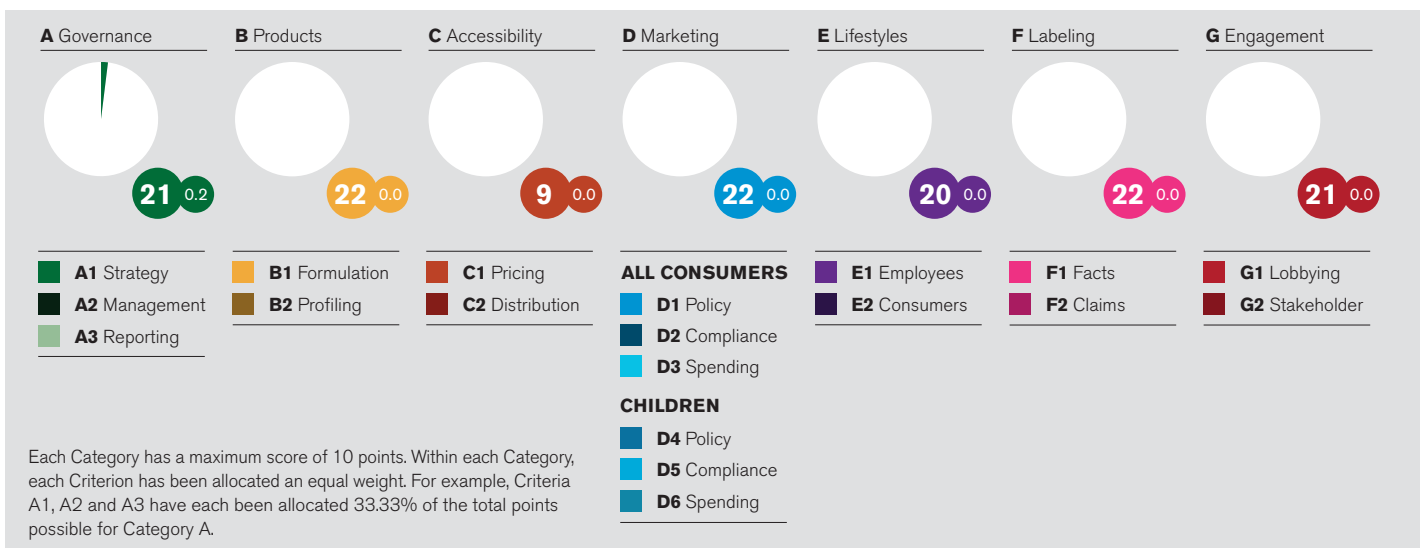 A Governance
B Products
C Accessibility
D Marketing
E Lifestyles
F Labeling
G Engagement
21 0.2
22 0.0
9 0.0
22 0.0
20 0.0
22 0.0
21 0.0
A1 Strategy
A2 Management
A3 Reporting
B1 Formulation
B2 Profiling
C1 Pricing
C2 Distribution
ALL CONSUMERS
D1 Policy
D2 Compliance
D3 Spending
CHILDREN
D4 Policy
D5 Compliance
D6 Spending
E1 Employees
E2 Consumers
F1 Facts
F2 Claims
G1 Lobbying
G2 Stakeholder
Each Category has a maximum score of 10 points. Within each Category,
each Criterion has been allocated an equal weight. For example, Criteria
A1, A2 and A3 have each been allocated 33.33% of the total points
possible for Category A.